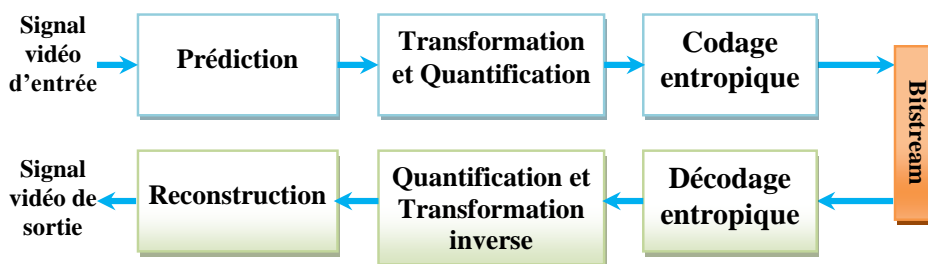 Signal
vidéo
d'entrée
Prédiction
Transformation
et Quantification
Codage
entropique
Bitstream
Signal
vidéo de
sortie
Reconstruction
Quantification et
Transformation
inverse
Décodage
entropique